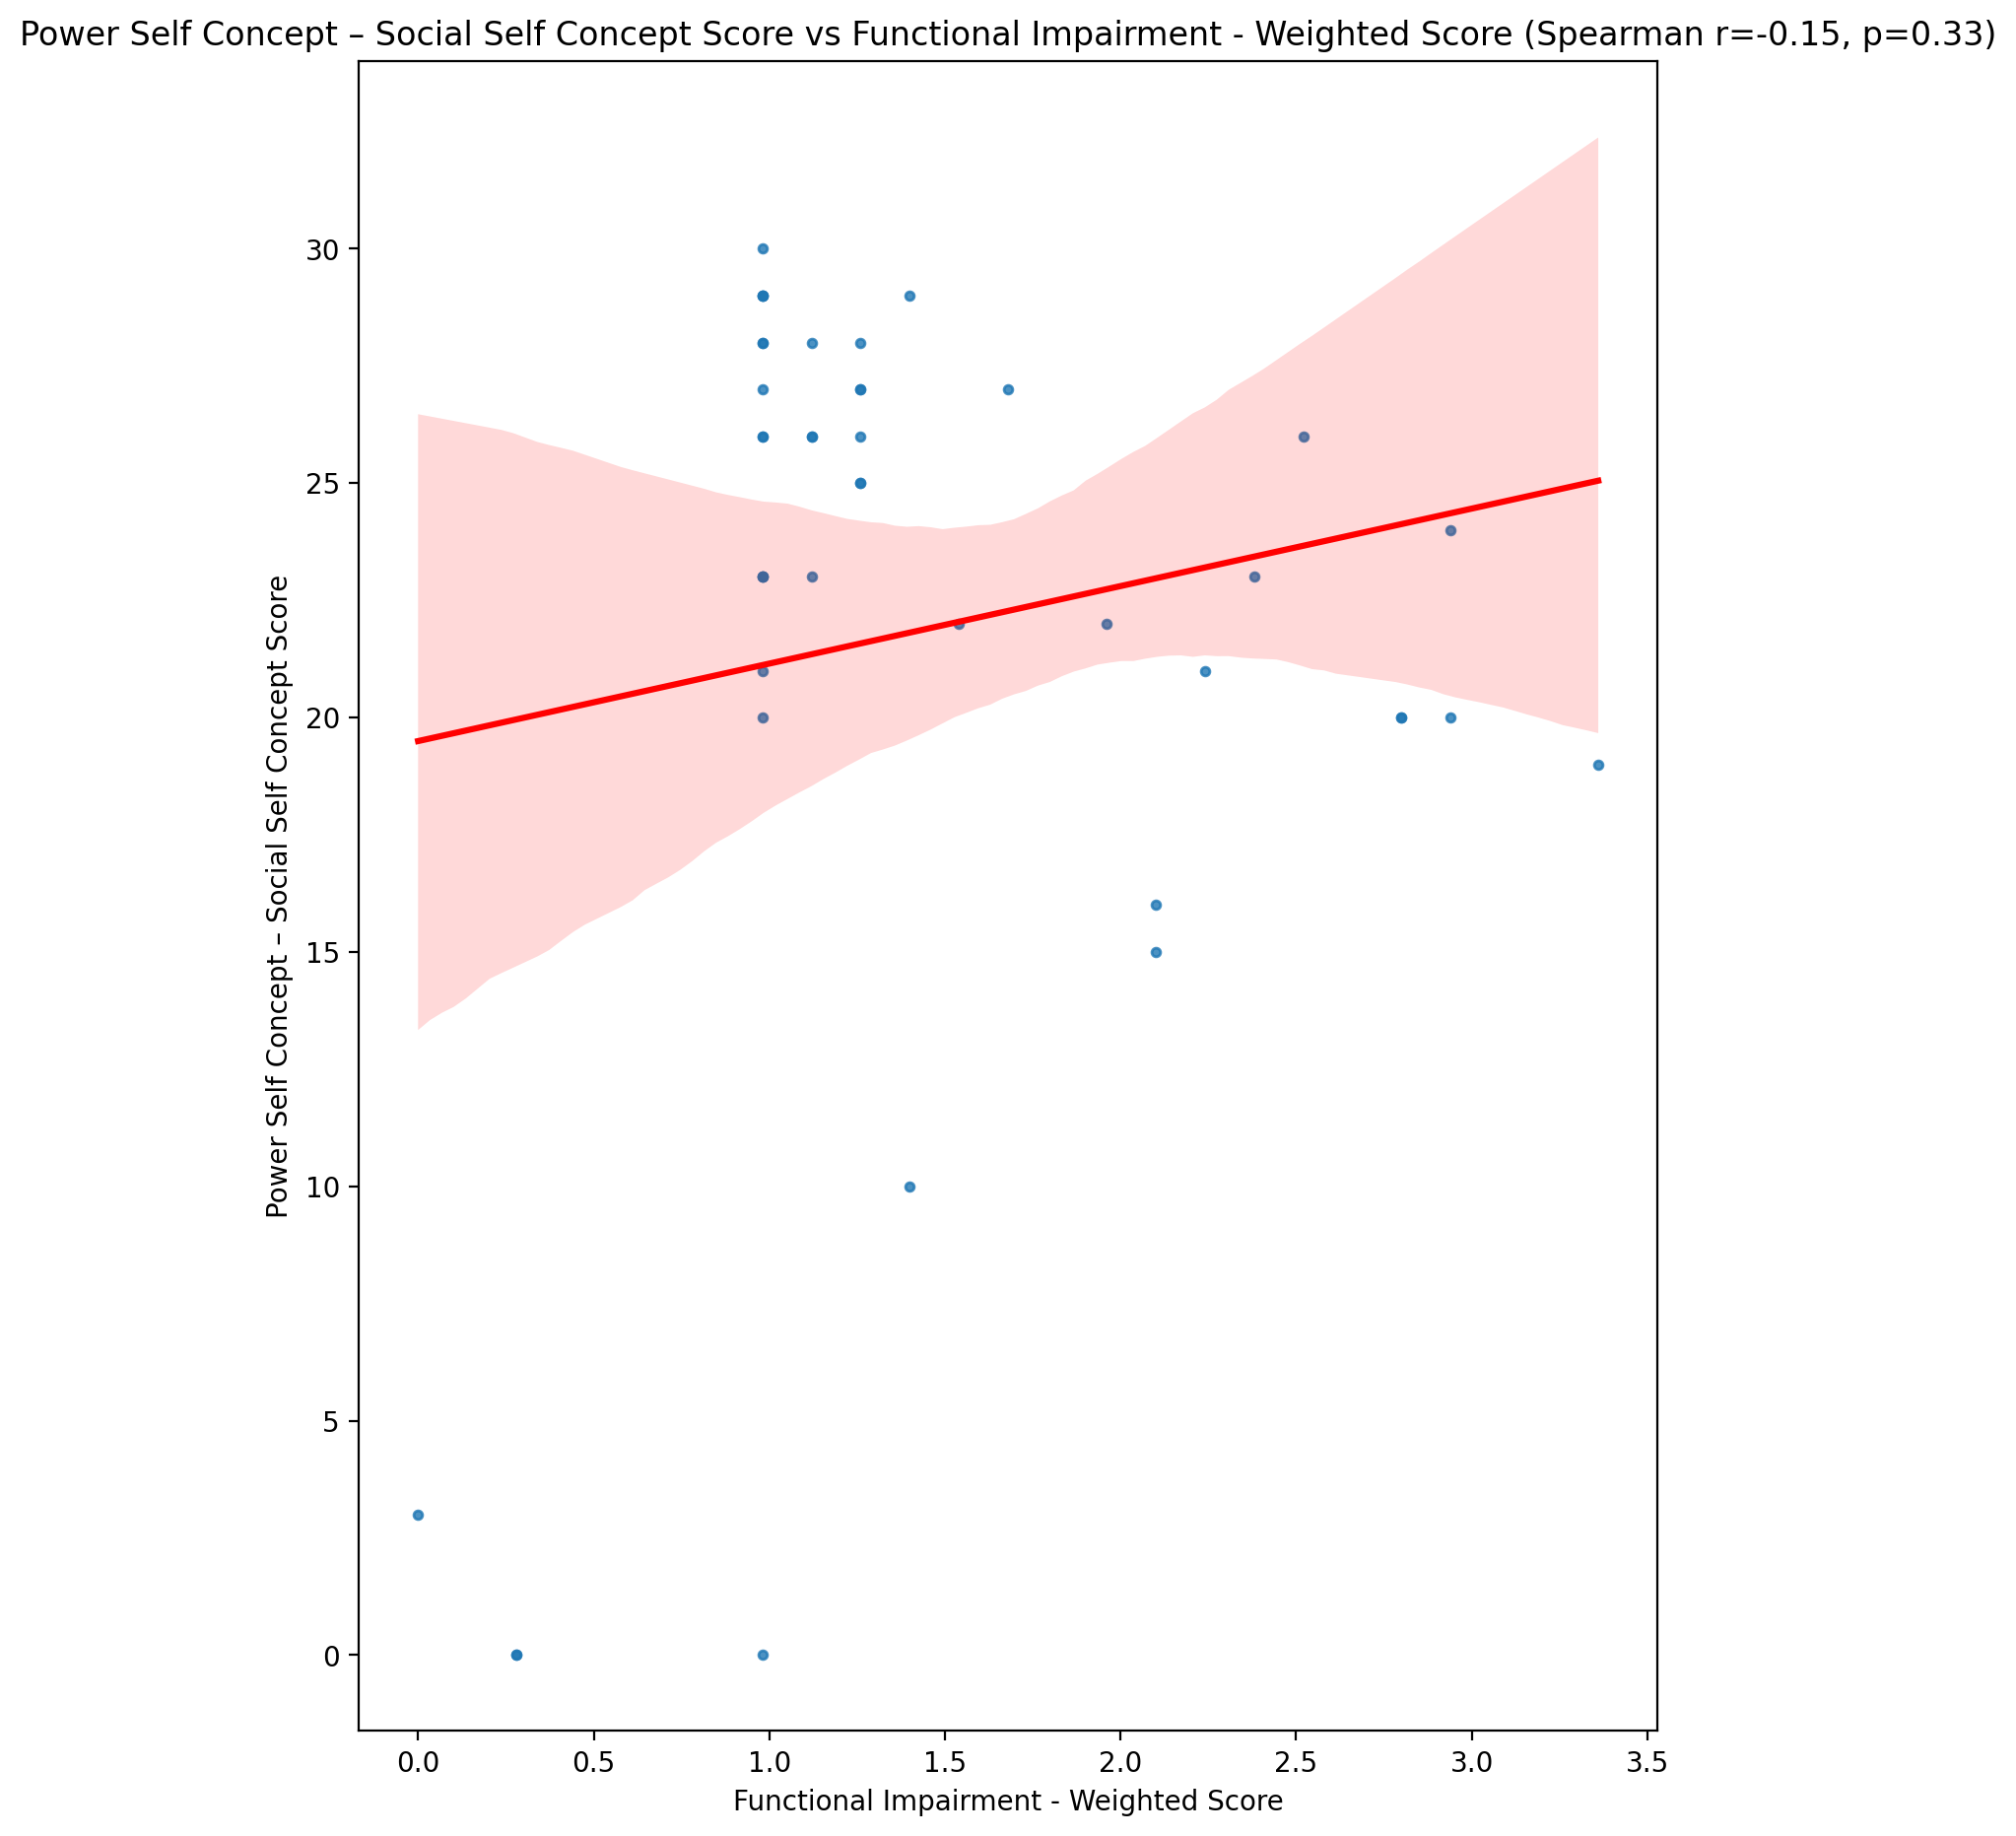 Power Self Concept – Social Self Concept Score vs Functional Impairment - Weighted Score (Spearman r=-0.15, p=0.33)
Power Self Concept – Social Self Concept Score
30
25
20
15
10
5
0
0.0 0.5 1.0 1.5 2.0 2.5 3.0 3.5
Functional Impairment - Weighted Score